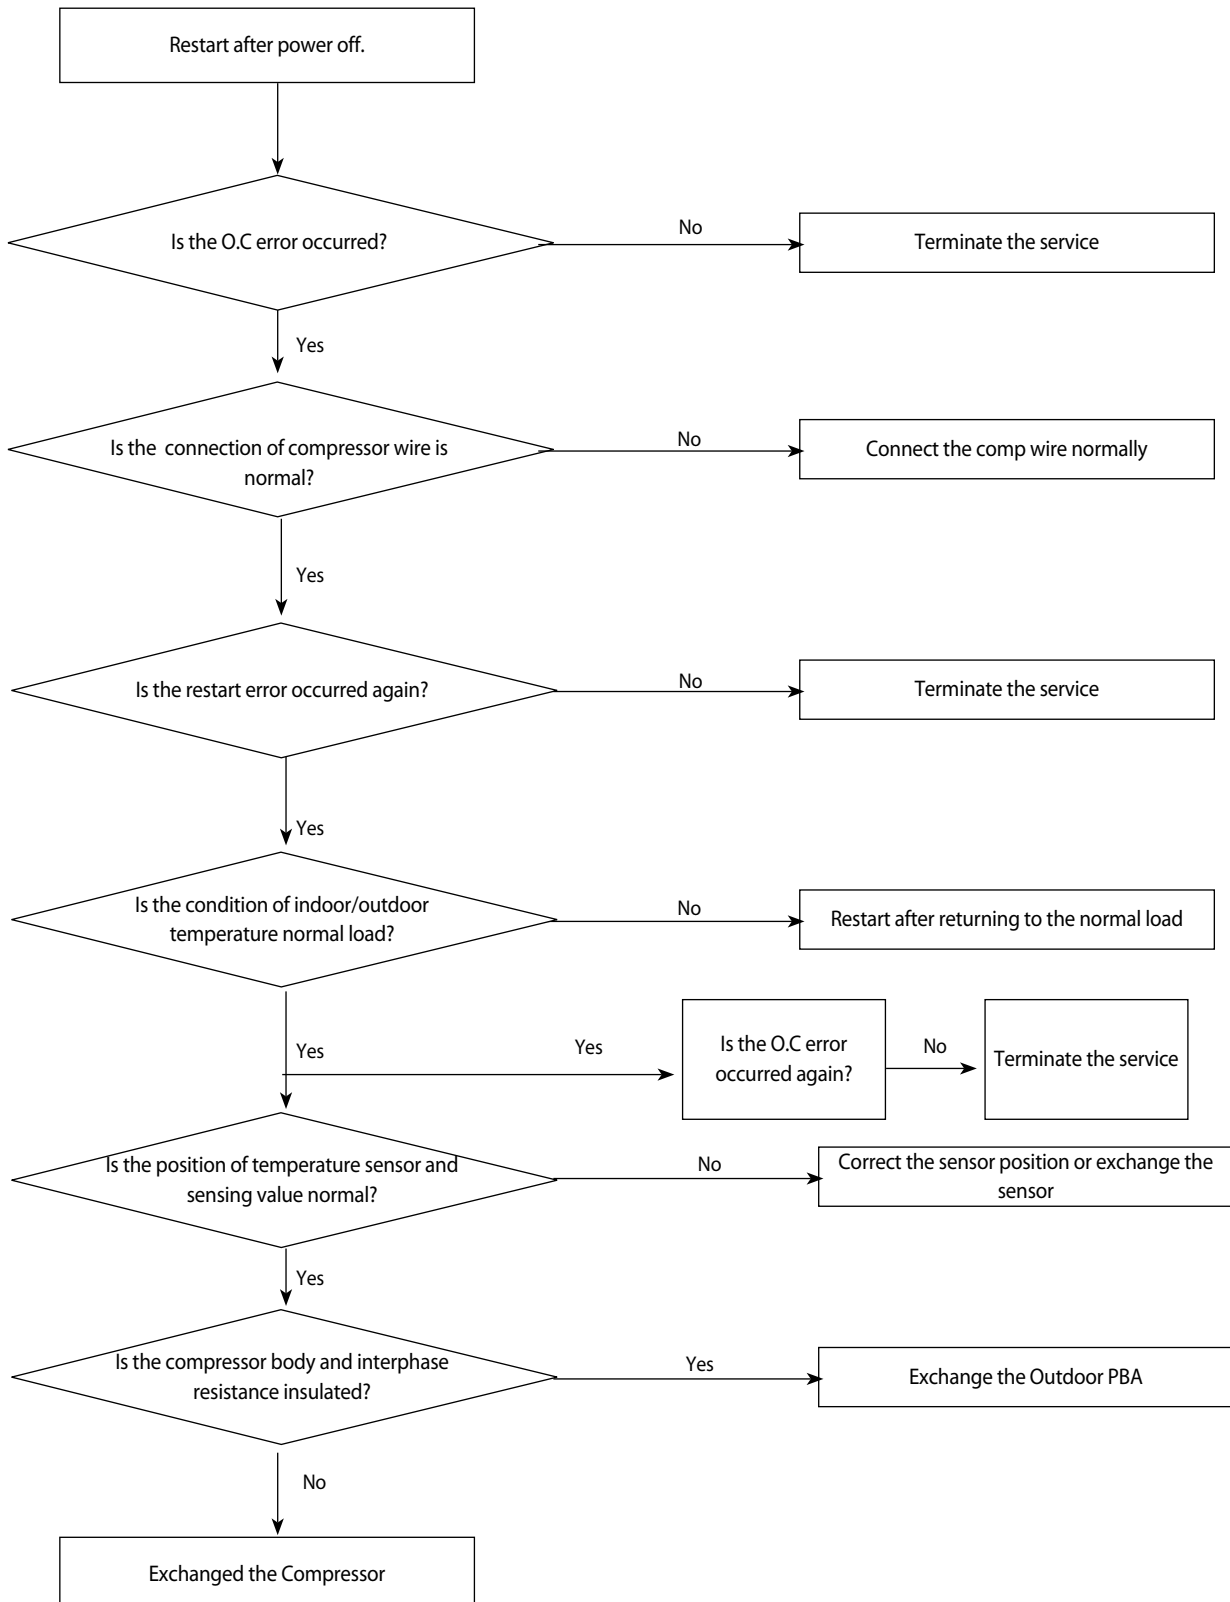 Restart after power off.
Is the O.C error occurred?
No
Terminate the service
Yes
Is the  connection of compressor wire is
normal?
No
Connect the comp wire normally
Yes
Is the restart error occurred again?
No
Terminate the service
Yes
Is the condition of indoor/outdoor
temperature normal load?
No
Restart after returning to the normal load
Yes
Yes
Is the O.C error
occurred again?
No
Terminate the service
Is the position of temperature sensor and
sensing value normal?
No
Correct the sensor position or exchange the
sensor
Yes
Is the compressor body and interphase
resistance insulated?
Yes
Exchange the Outdoor PBA
No
Exchanged the Compressor